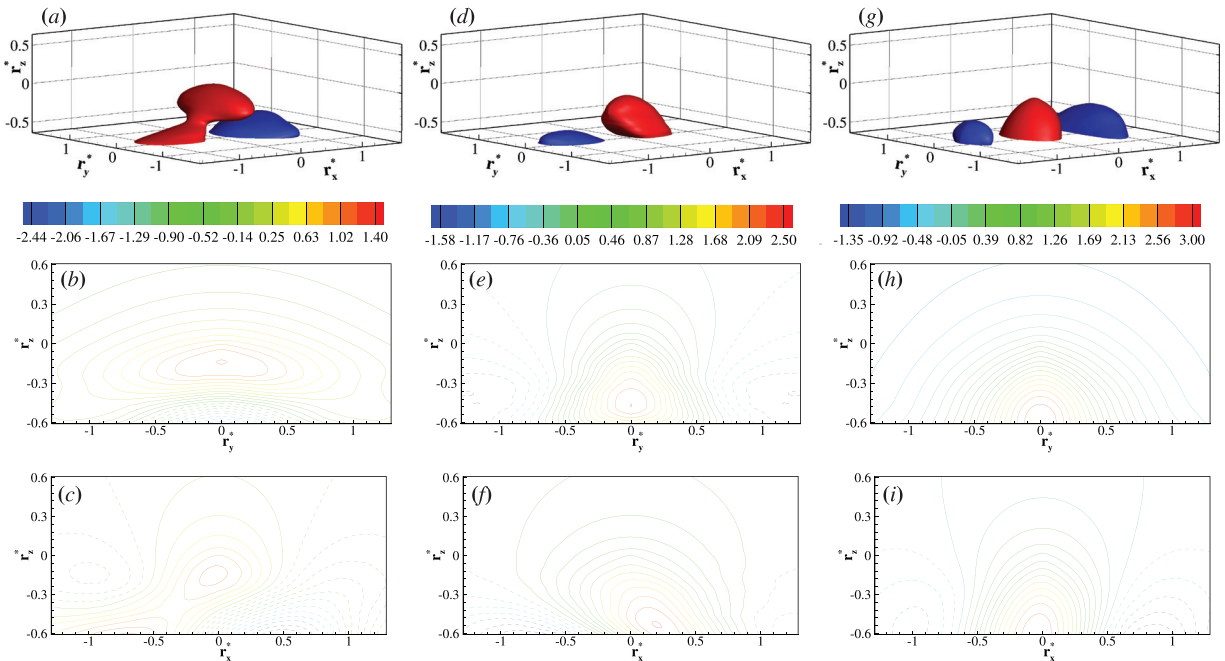 (a)
0.5
r*z
0
-0.5
1
0
-1
r*y
-1
0
1
r*x
(d)
0.5
r*z
0
-0.5
1
0
-1
r*y
-1
0
1
r*x
(g)
0.5
r*z
0
-0.5
1
0
-1
r*y
-1
0
1
r*x
-2.44 -2.06 -1.67 -1.29 -0.90 -0.52 -0.14 0.25 0.63 1.02 1.40
-1.58 -1.17 -0.76 -0.36 0.05 0.46 0.87 1.28 1.68 2.09 2.50
-1.35 -0.92 -0.48 -0.05 0.39 0.82 1.26 1.69 2.13 2.56 3.00
(b)
0.6
0.3
r*z
0
-0.3
-0.6
-1 -0.5 0 0.5 1
r*y
(e)
0.6
0.3
r*z
0
-0.3
-0.6
-1 -0.5 0 0.5 1
r*y
(h)
0.6
0.3
r*z
0
-0.3
-0.6
-1 -0.5 0 0.5 1
r*y
(c)
0.6
0.3
r*z
0
-0.3
-0.6
-1 -0.5 0 0.5 1
r*x
(f)
0.6
0.3
r*z
0
-0.3
-0.6
-1 -0.5 0 0.5 1
r*x
(i)
0.6
0.3
r*z
0
-0.3
-0.6
-1 -0.5 0 0.5 1
r*x